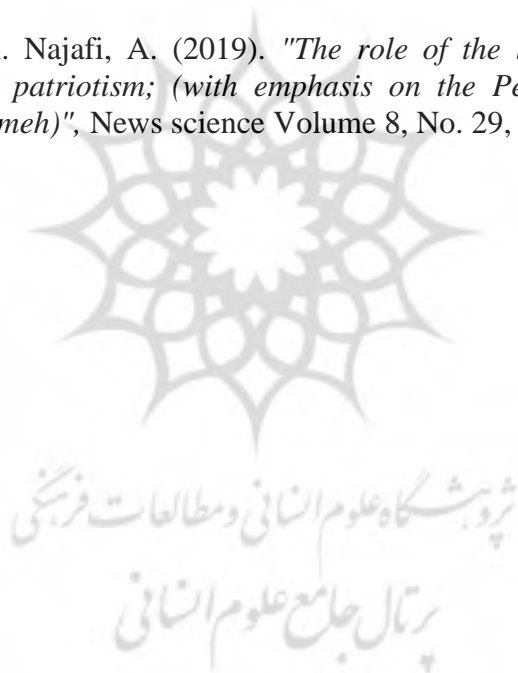 . Najafi, A. (2019). "The role of the
patriotism; (with emphasis on the Pe
meh)", News science Volume 8, No. 29,
پژوهشگاه علوم انسانی و مطالعات فرهنگی
پرتال جامع علوم انسانی